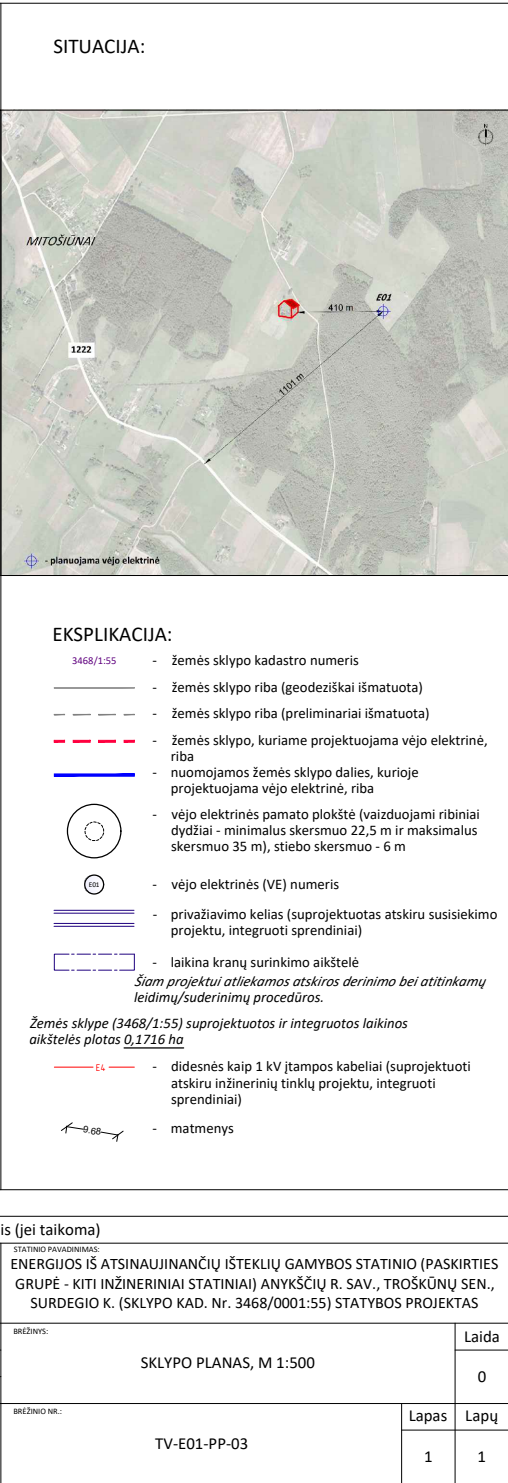 SITUACIJA:
N
MITOŠIŪNAI
E01
410 m
1222
1101 m
- planuojama vėjo elektrinė
EKSPLIKACIJA:
3468/1:55 - žemės sklypo kadastro numeris
- žemės sklypo riba (geodeziškai išmatuota)
- žemės sklypo riba (preliminariai išmatuota)
- žemės sklypo, kuriame projektuojama vėjo elektrinė,
riba
- nuomojamos žemės sklypo dalies, kurioje
projektuojama vėjo elektrinė, riba
- vėjo elektrinės pamato plokštė (vaizduojami ribiniai
dydžiai - minimalus skersmuo 22,5 m ir maksimalus
skersmuo 35 m), stiebo skersmuo - 6 m
E01 - vėjo elektrinės (VE) numeris
- privažiavimo kelias (suprojektuotas atskiru susisiekimo
projektu, integruoti sprendiniai)
- laikina kranų surinkimo aikštelė
Šiam projektui atliekamos atskiros derinimo bei atitinkamų
leidimų/suderinimų procedūros.
Žemės sklype (3468/1:55) suprojektuotos ir integruotos laikinos
aikštelės plotas 0,1716 ha
E4 - didesnės kaip 1 kV įtampos kabeliai (suprojektuoti
atskiru inžinerinių tinklų projektu, integruoti
sprendiniai)
9.68 - matmenys
is (jei taikoma)
STATINIO PAVADINIMAS:
ENERGIJOS IŠ ATSINAUJINANČIŲ IŠTEKLIŲ GAMYBOS STATINIO (PASKIRTIES
GRUPĖ - KITI INŽINERINIAI STATINIAI) ANYKŠČIŲ R. SAV., TROŠKŪNŲ SEN.,
SURDEGIO K. (SKLYPO KAD. Nr. 3468/0001:55) STATYBOS PROJEKTAS
BRĖŽINYS:
SKLYPO PLANAS, M 1:500
Laida
0
BRĖŽINIO NR.:
TV-E01-PP-03
Lapas Lapų
1 1